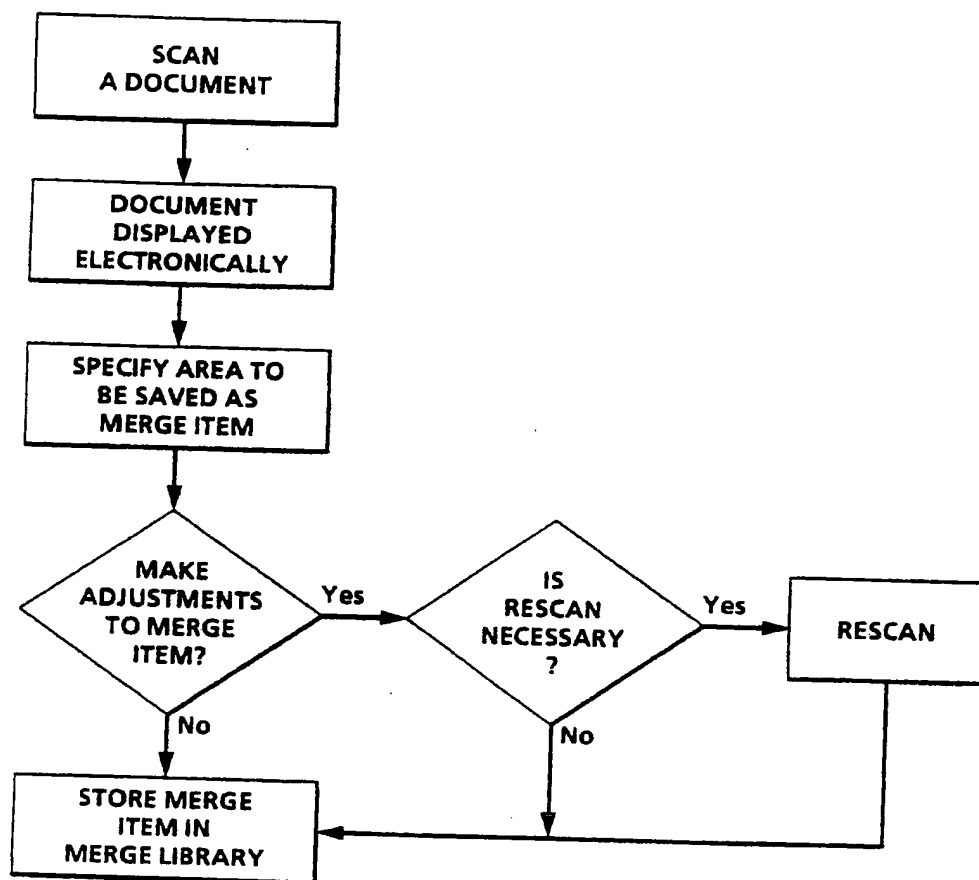 SCAN
A DOCUMENT
DOCUMENT
DISPLAYED
ELECTRONICALLY
SPECIFY AREA TO
BE SAVED AS
MERGE ITEM
MAKE
ADJUSTMENTS
TO MERGE
ITEM?
Yes
No
IS
RESCAN
NECESSARY
?
Yes
No
RESCAN
STORE MERGE
ITEM IN
MERGE LIBRARY